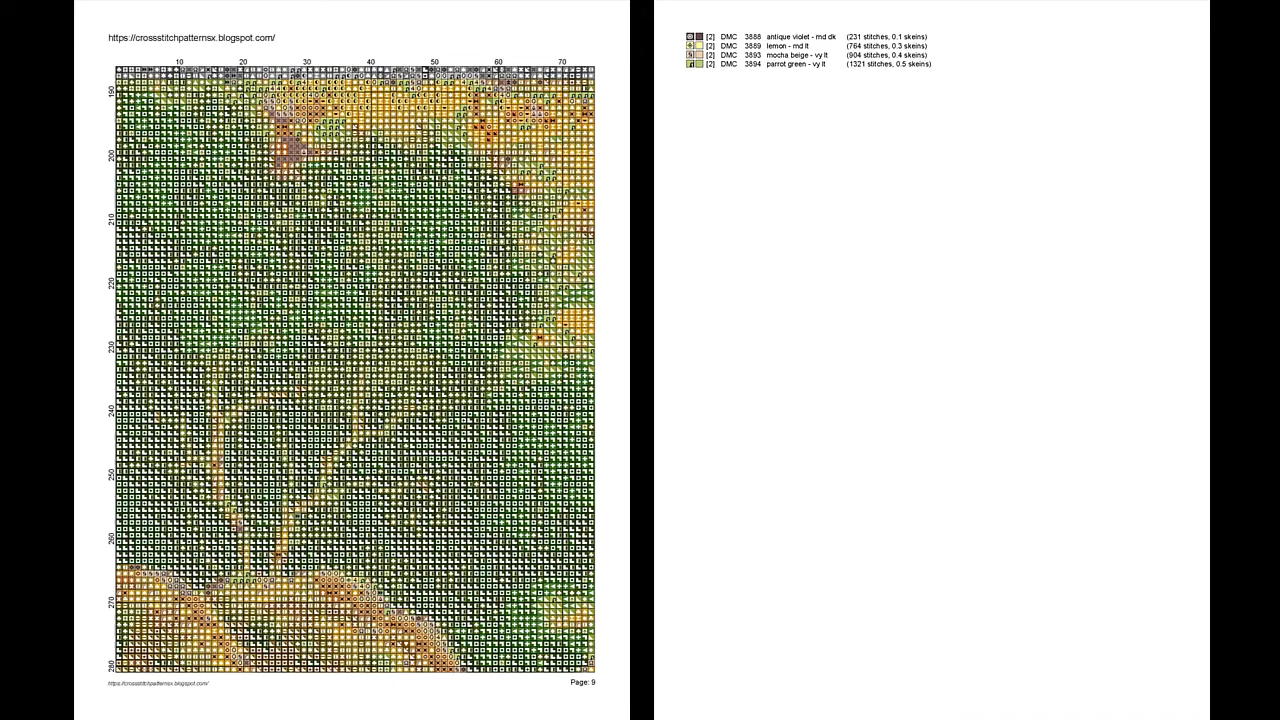 https://crossstitchpatternsx.blogspot.com/
10 20 30 40 50 60 70
190
200
210
220
230
240
250
260
270
280
https://crossstitchpatternsx.blogspot.com/
Page: 9
[2] DMC 3888 antique violet - md dk (231 stitches, 0.1 skeins)
[2] DMC 3889 lemon - md lt (764 stitches, 0.3 skeins)
[2] DMC 3893 mocha beige - vy lt (904 stitches, 0.4 skeins)
[2] DMC 3894 parrot green - vy lt (1321 stitches, 0.5 skeins)